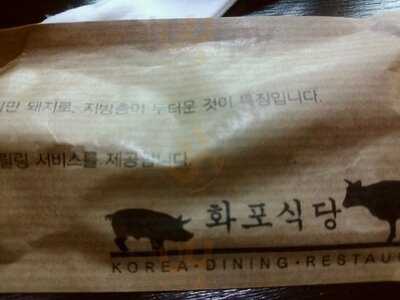 돼지로, 지방층이 두터운 것이 특징입니다.
서비스를 제공합니다.
화포식당
KOREA · DINING · RESTAU